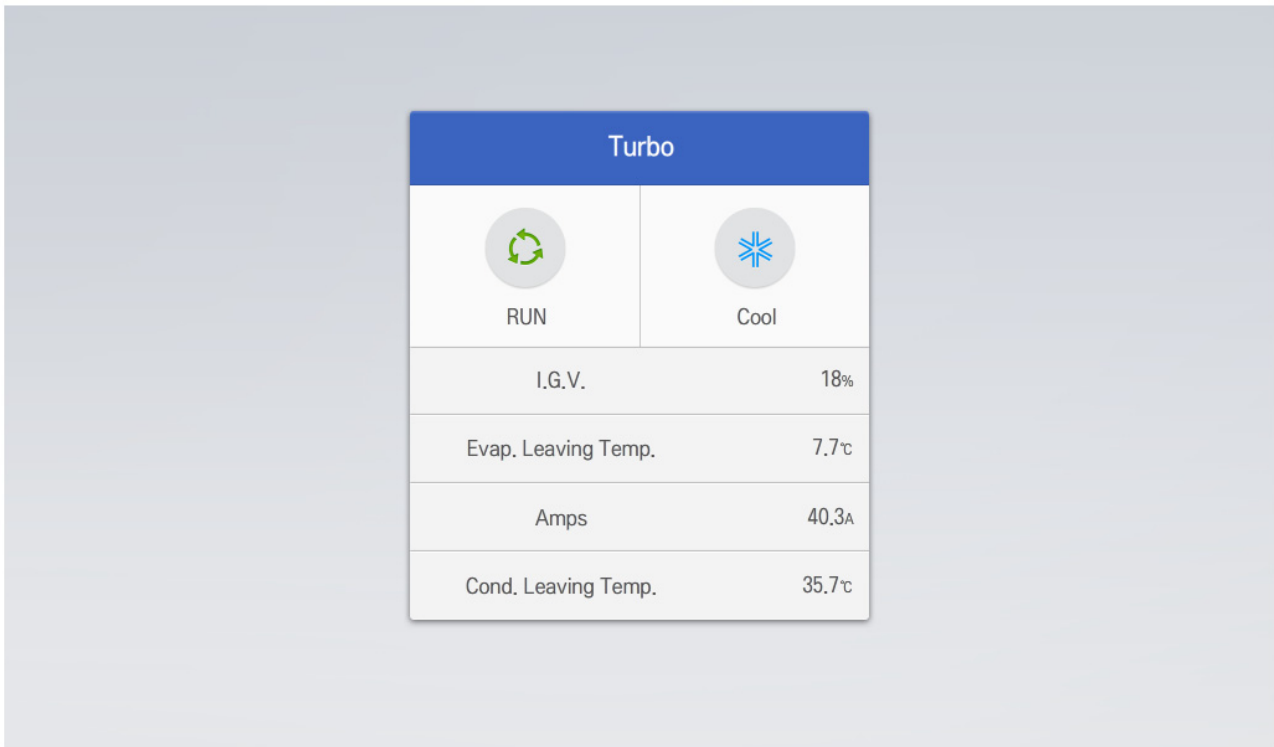 Turbo
RUN
Cool
I.G.V. 18%
Evap. Leaving Temp. 7.7℃
Amps 40.3A
Cond. Leaving Temp. 35.7℃